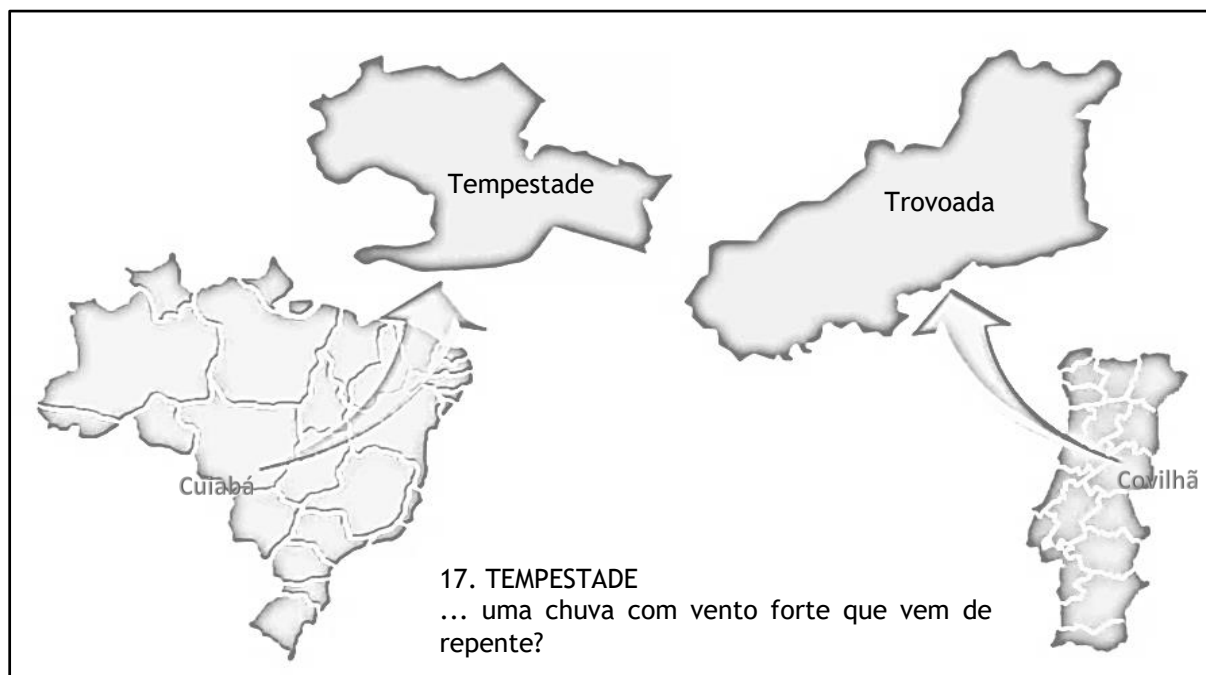 Tempestade
Trovoada
Cuiabá
Covilhã
17. TEMPESTADE
... uma chuva com vento forte que vem de
repente?